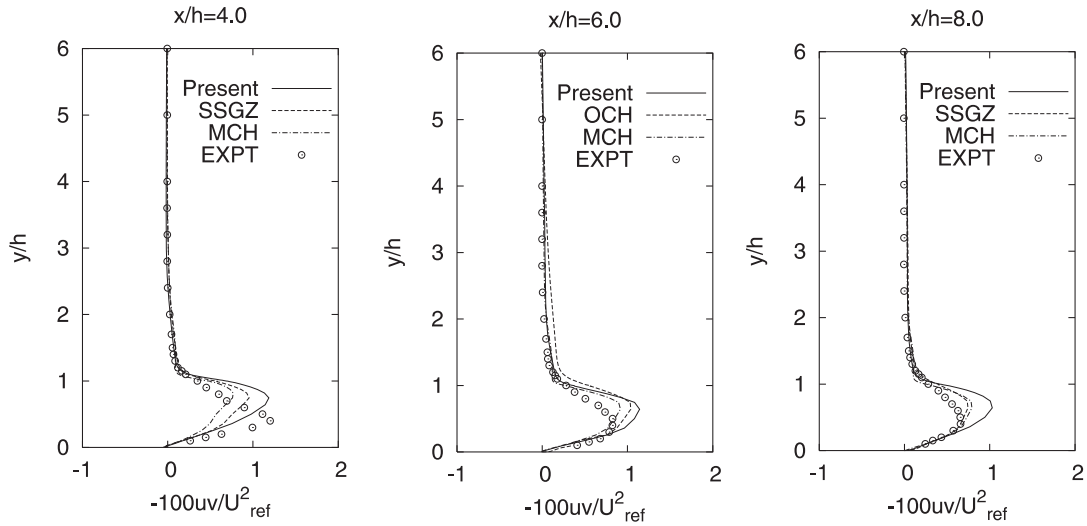 x/h=4.0
6
5
4
3
2
1
0
y/h
Present
SSGZ
MCH
EXPT
-1 0 1 2
-100uv/U²ref
x/h=6.0
6
5
4
3
2
1
0
y/h
Present
OCH
MCH
EXPT
-1 0 1 2
-100uv/U²ref
x/h=8.0
6
5
4
3
2
1
0
y/h
Present
SSGZ
MCH
EXPT
-1 0 1 2
-100uv/U²ref